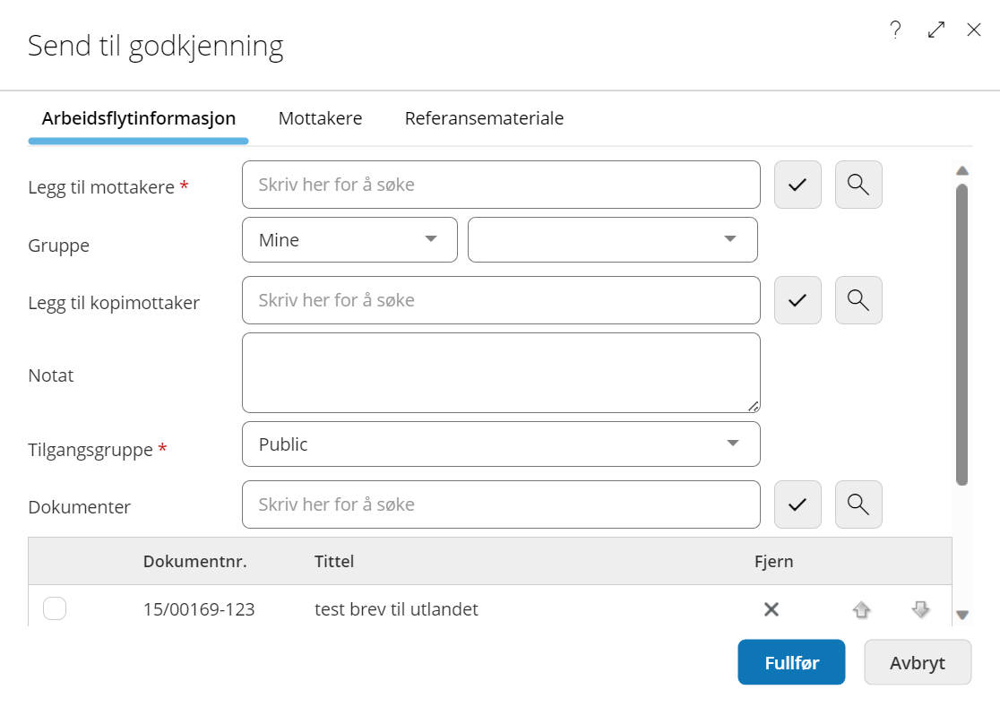 Send til godkjenning
?
Arbeidsflytinformasjon Mottakere Referansemateriale
Legg til mottakere * Skriv her for å søke
Gruppe Mine
Legg til kopimottaker Skriv her for å søke
Notat
Tilgangsgruppe * Public
Dokumenter Skriv her for å søke
Dokumentnr. Tittel Fjern
15/00169-123 test brev til utlandet
Fullfør Avbryt